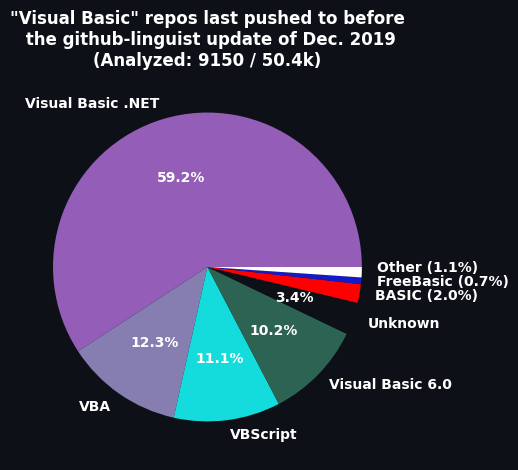 "Visual Basic" repos last pushed to before
the github-linguist update of Dec. 2019
(Analyzed: 9150 / 50.4k)
Visual Basic .NET
59.2%
Other (1.1%)
FreeBasic (0.7%)
BASIC (2.0%)
3.4%
Unknown
10.2%
12.3%
11.1%
Visual Basic 6.0
VBA
VBScript